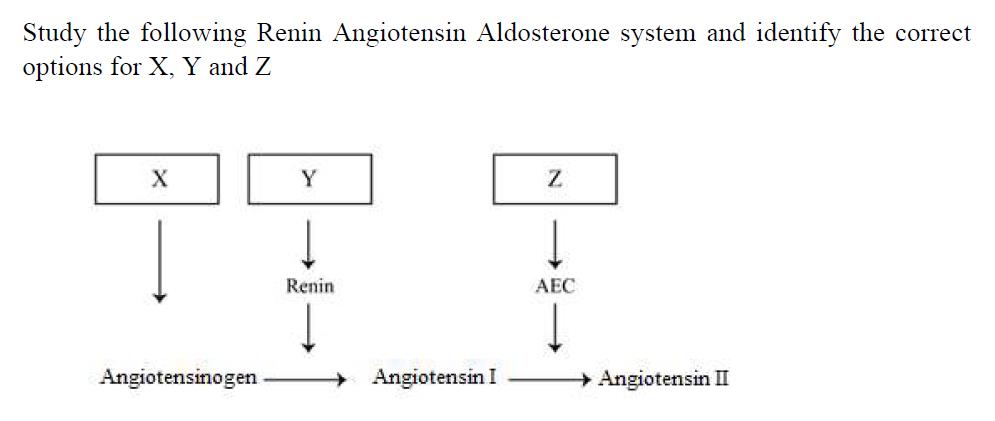 Study the following Renin Angiotensin Aldosterone system and identify the correct
options for X, Y and Z
X Y Z
Renin AEC
Angiotensinogen Angiotensin I Angiotensin II